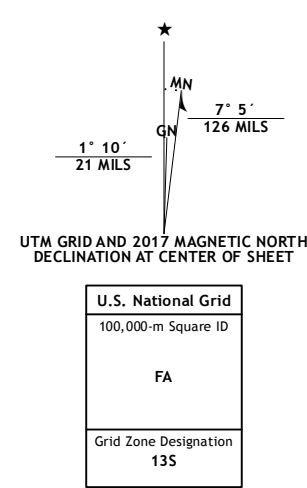 ★
MN
7° 5´
126 MILS
GN
1° 10´
21 MILS
UTM GRID AND 2017 MAGNETIC NORTH
DECLINATION AT CENTER OF SHEET
U.S. National Grid
100,000-m Square ID
FA
Grid Zone Designation
13S